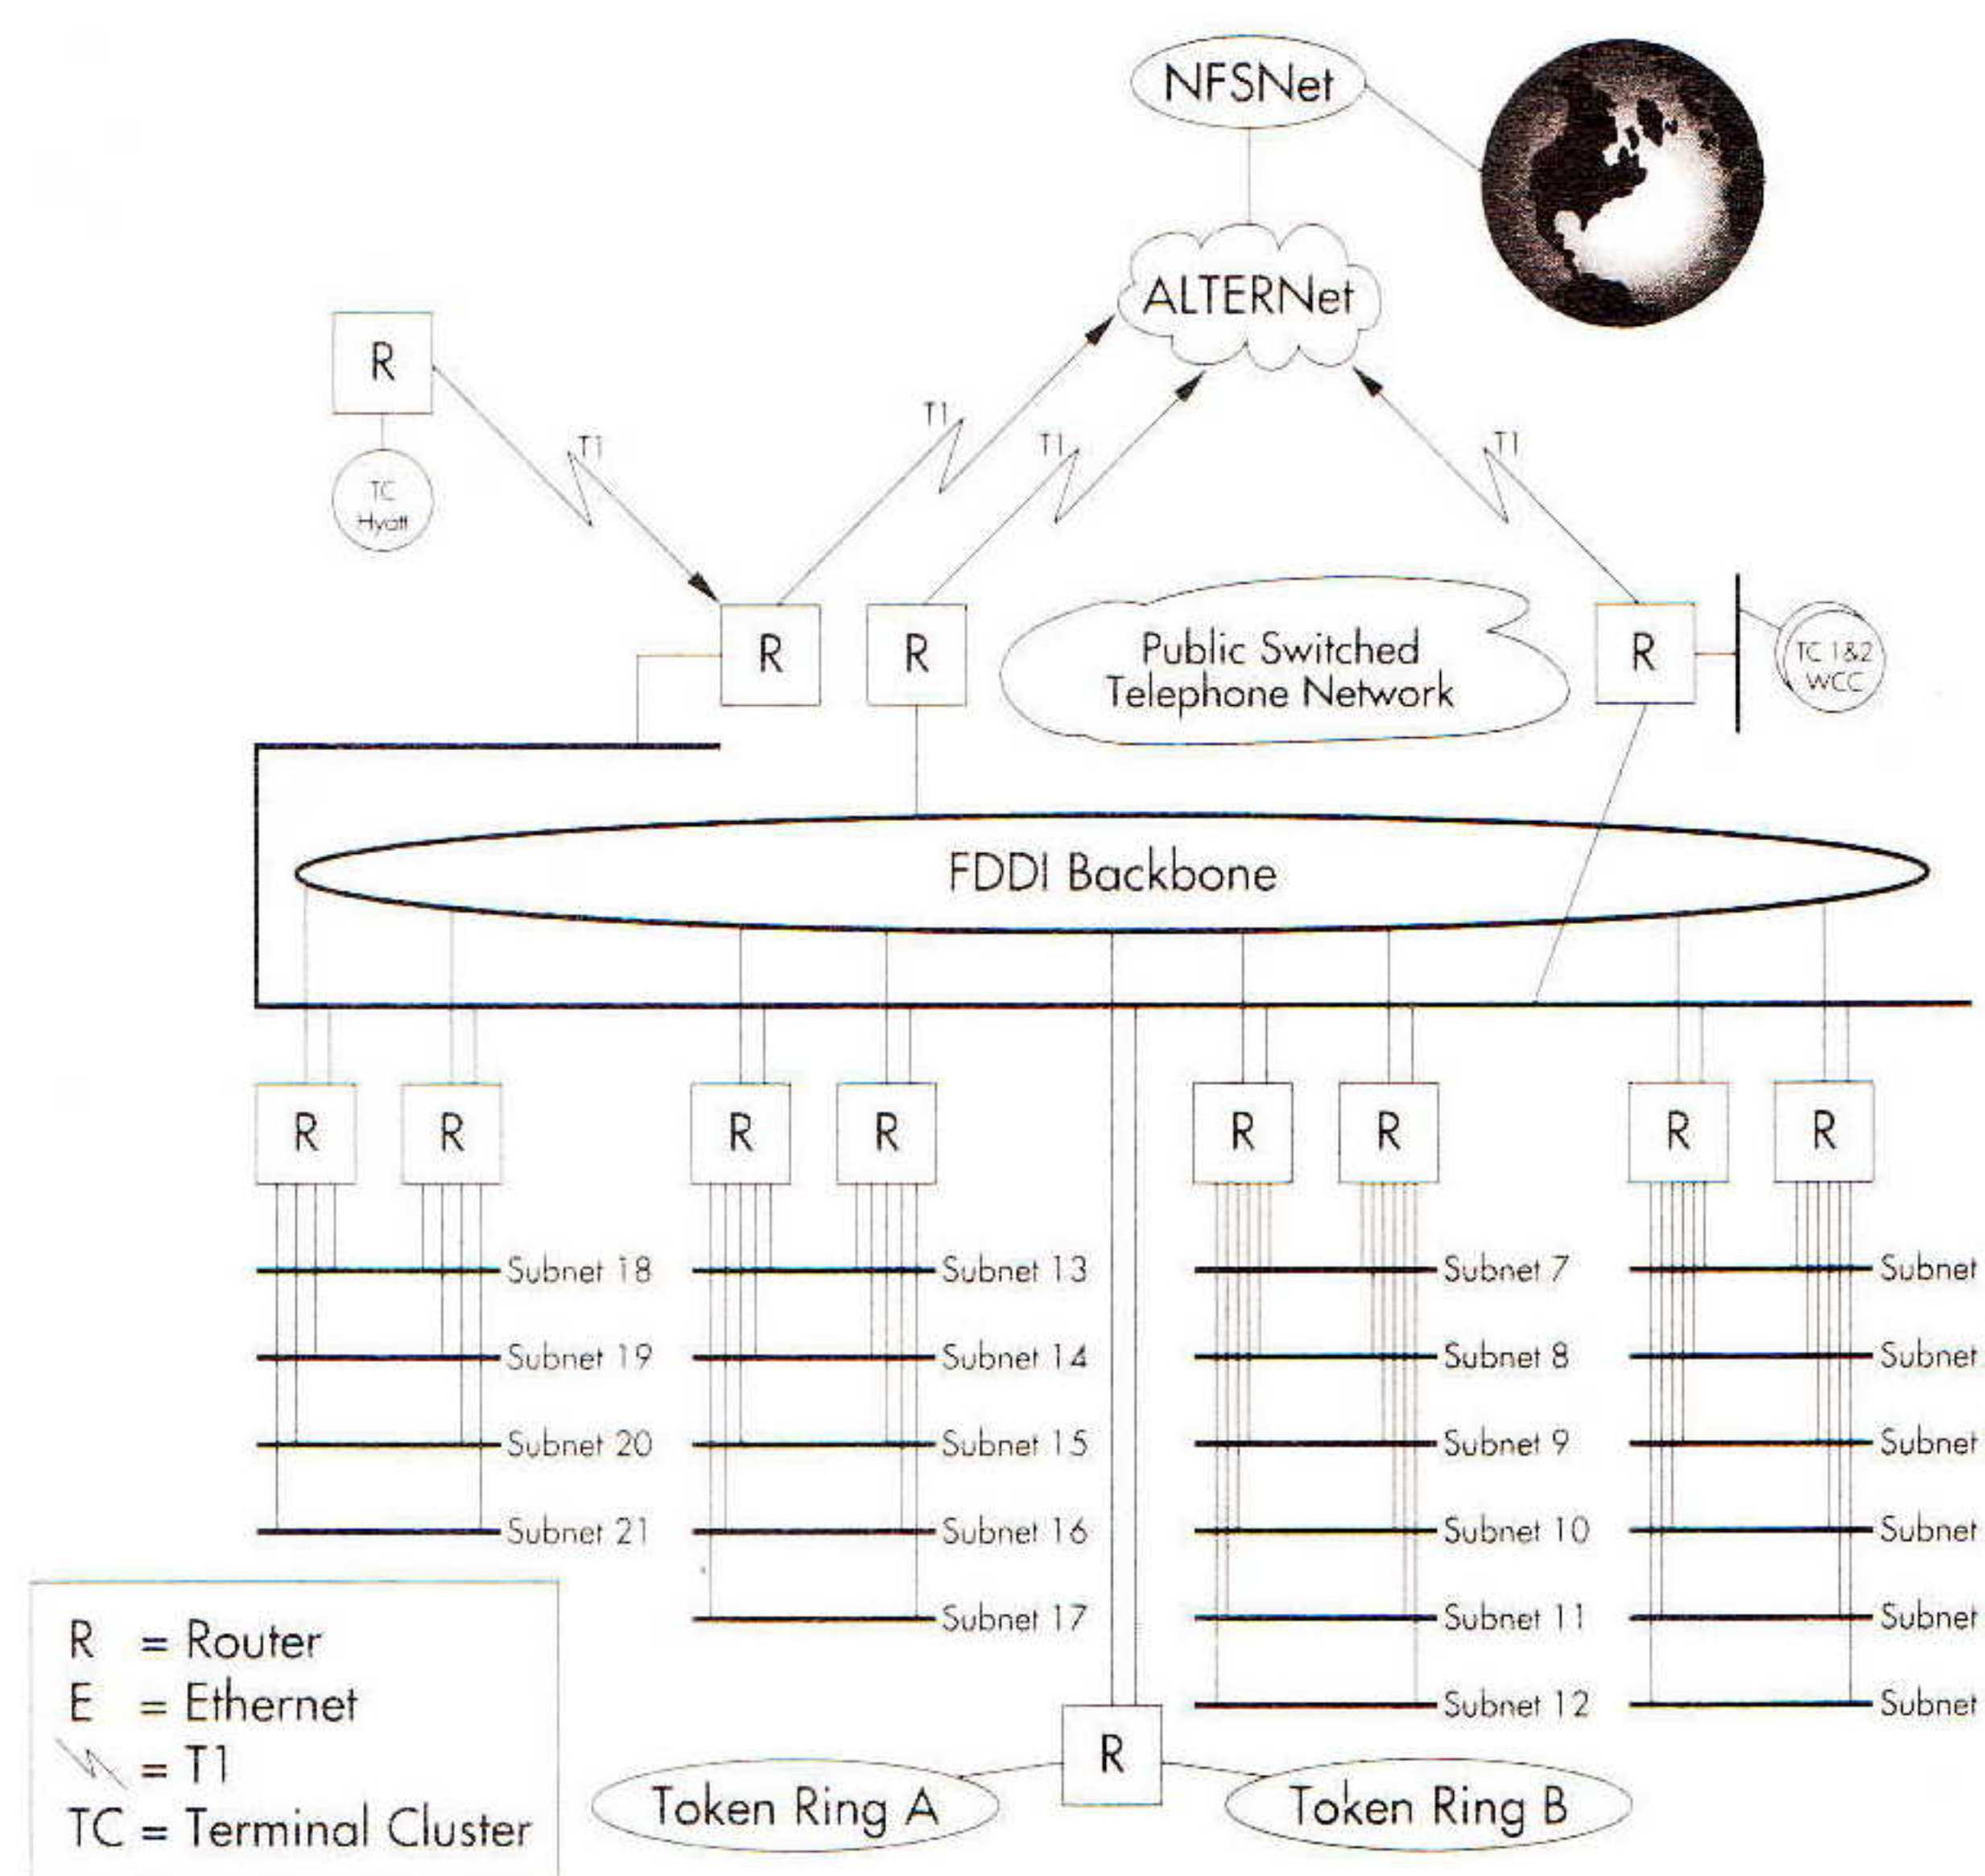 NFSNet
ALTERNet
R
TC
Hyatt
T1
T1
T1
T1
R
R
Public Switched
Telephone Network
R
TC 1&2
WCC
FDDI Backbone
R
R
R
R
R
R
R
R
Subnet 18
Subnet 13
Subnet 7
Subnet
Subnet 19
Subnet 14
Subnet 8
Subnet
Subnet 20
Subnet 15
Subnet 9
Subnet
Subnet 21
Subnet 16
Subnet 10
Subnet
Subnet 17
Subnet 11
Subnet
Subnet 12
Subnet
R = Router
E = Ethernet
= T1
TC = Terminal Cluster
R
Token Ring A
Token Ring B